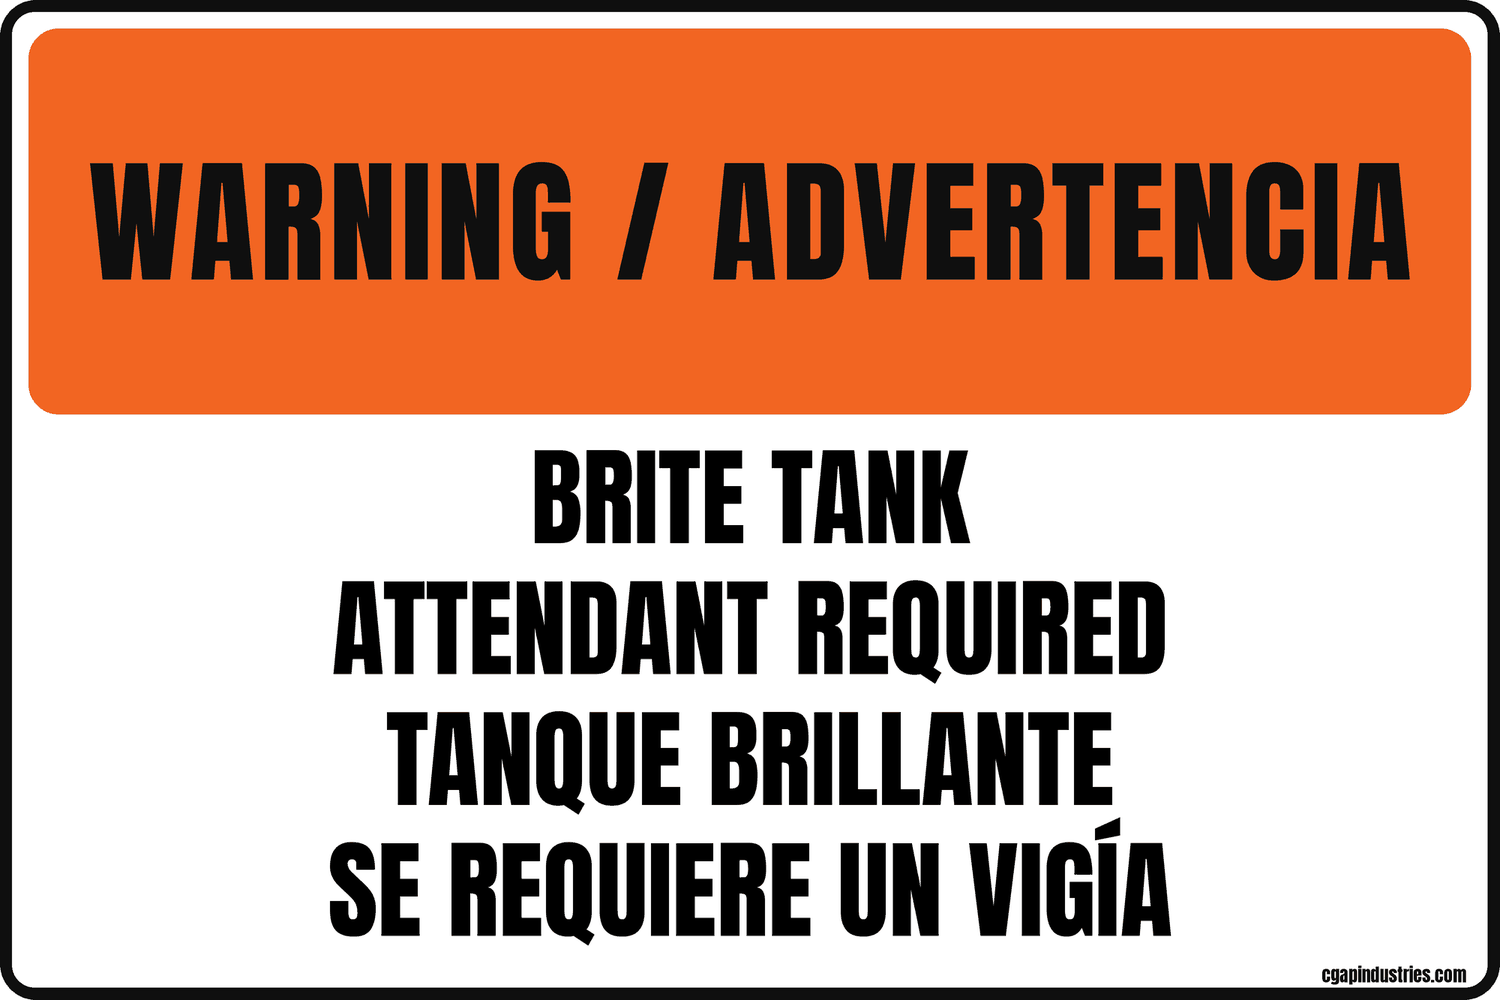 WARNING / ADVERTENCIA
BRITE TANK
ATTENDANT REQUIRED
TANQUE BRILLANTE
SE REQUIERE UN VIGÍA
cgapindustries.com